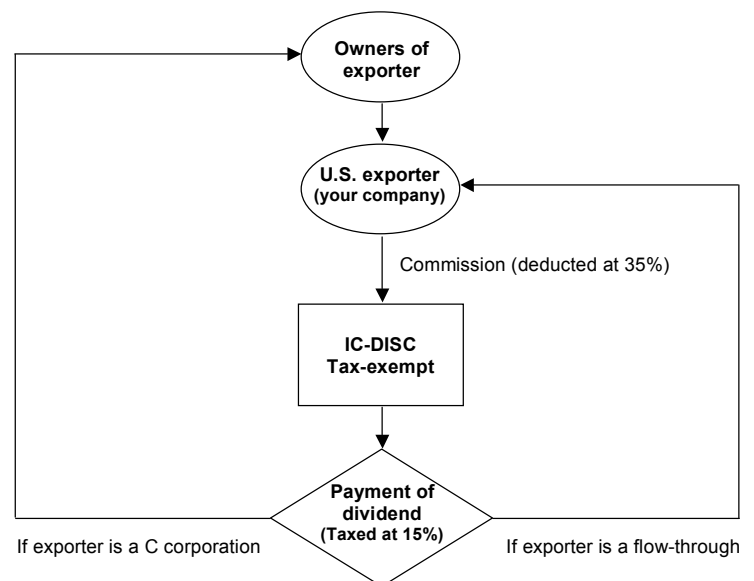 Owners of
exporter
U.S. exporter
(your company)
Commission (deducted at 35%)
IC-DISC
Tax-exempt
Payment of
dividend
(Taxed at 15%)
If exporter is a C corporation
If exporter is a flow-through